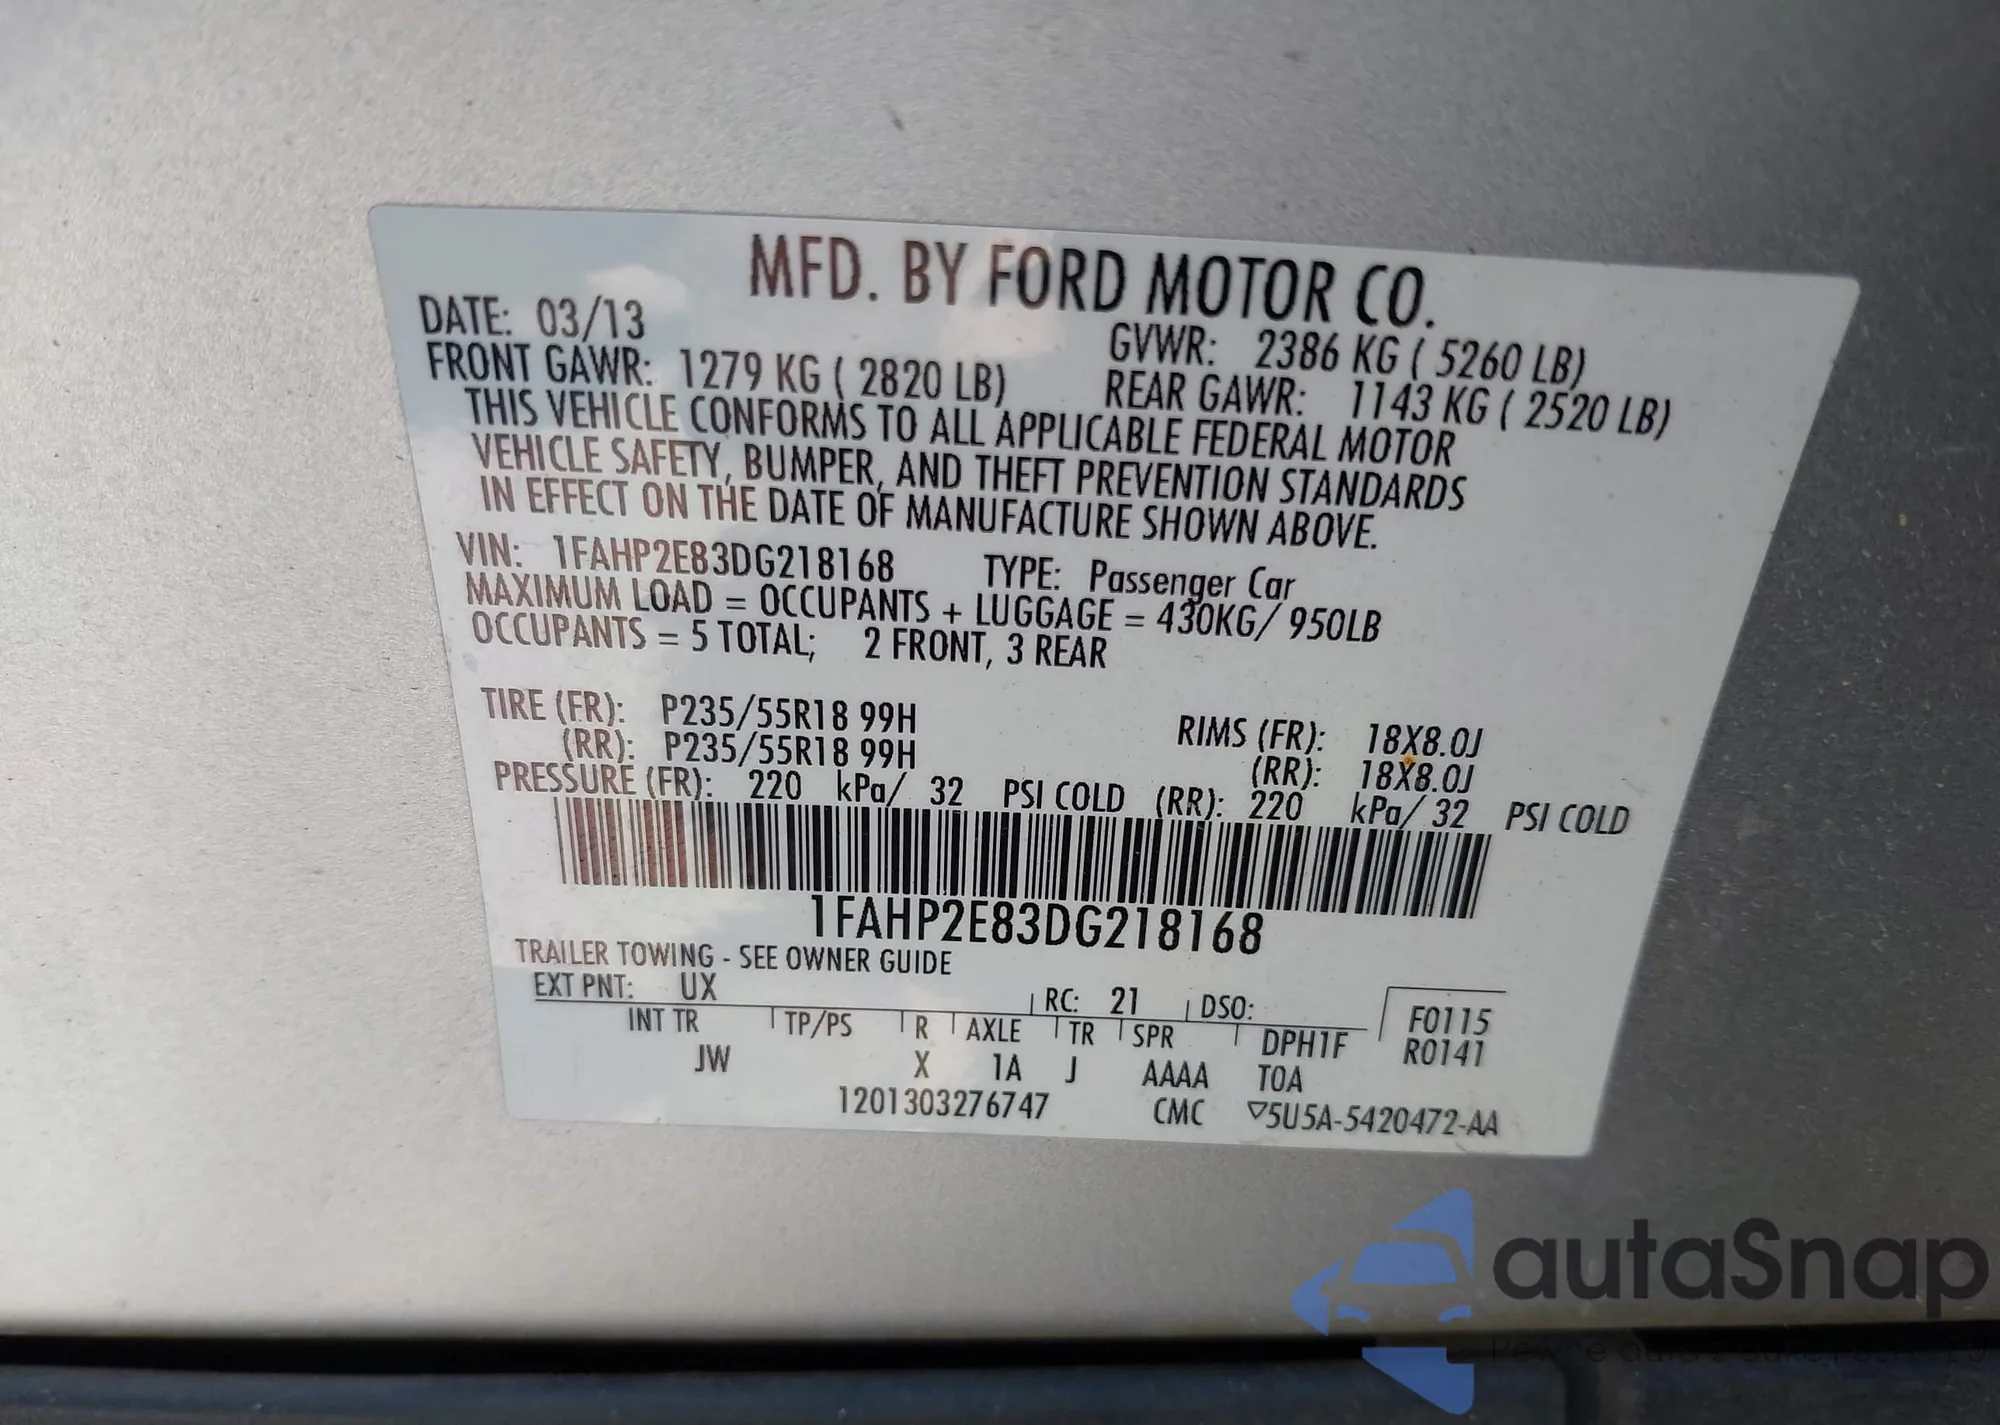 MFD. BY FORD MOTOR CO.
DATE: 03/13 GVWR: 2386 KG ( 5260 LB)
FRONT GAWR: 1279 KG ( 2820 LB) REAR GAWR: 1143 KG ( 2520 LB)
THIS VEHICLE CONFORMS TO ALL APPLICABLE FEDERAL MOTOR
VEHICLE SAFETY, BUMPER, AND THEFT PREVENTION STANDARDS
IN EFFECT ON THE DATE OF MANUFACTURE SHOWN ABOVE.
VIN: 1FAHP2E83DG218168 TYPE: Passenger Car
MAXIMUM LOAD = OCCUPANTS + LUGGAGE = 430KG/ 950LB
OCCUPANTS = 5 TOTAL; 2 FRONT, 3 REAR
TIRE (FR): P235/55R18 99H RIMS (FR): 18X8.0J
(RR): P235/55R18 99H (RR): 18X8.0J
PRESSURE (FR): 220 kPa/ 32 PSI COLD (RR): 220 kPa/ 32 PSI COLD
1FAHP2E83DG218168
TRAILER TOWING - SEE OWNER GUIDE
EXT PNT: UX RC: 21 DSO: F0115
INT TR TP/PS R AXLE TR SPR DPH1F R0141
JW X 1A J AAAA TOA
1201303276747 CMC ▽5U5A-5420472-AA
autaSnap